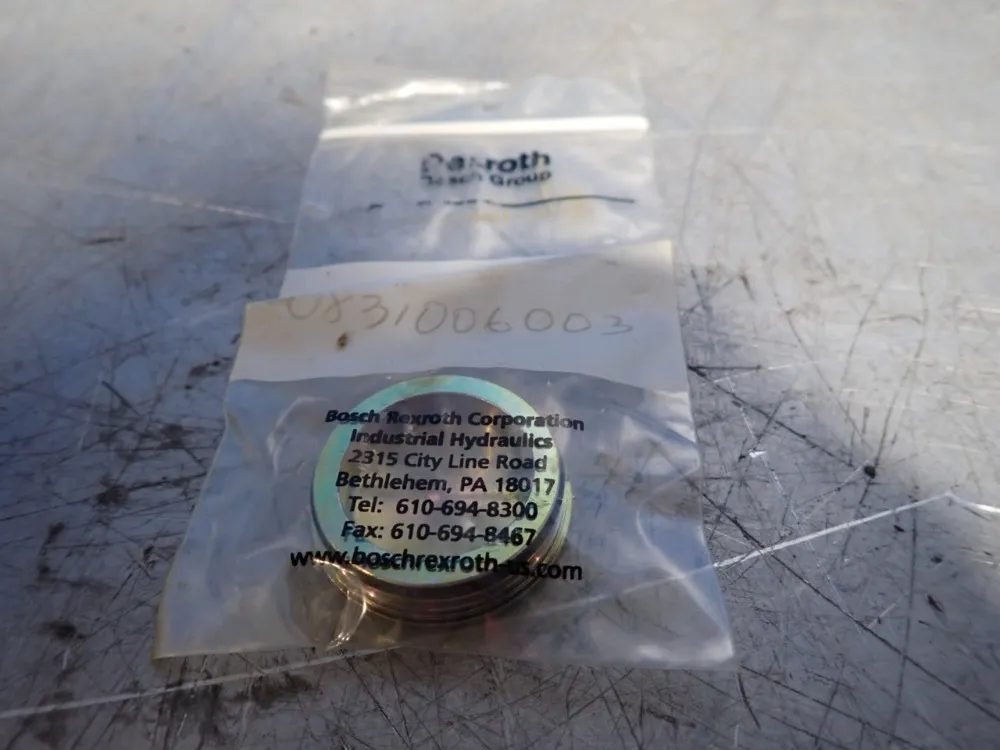 Rexroth
Bosch Group
0831006003
Bosch Rexroth Corporation
Industrial Hydraulics
2315 City Line Road
Bethlehem, PA 18017
Tel: 610-694-8300
Fax: 610-694-8467
www.boschrexroth-us.com